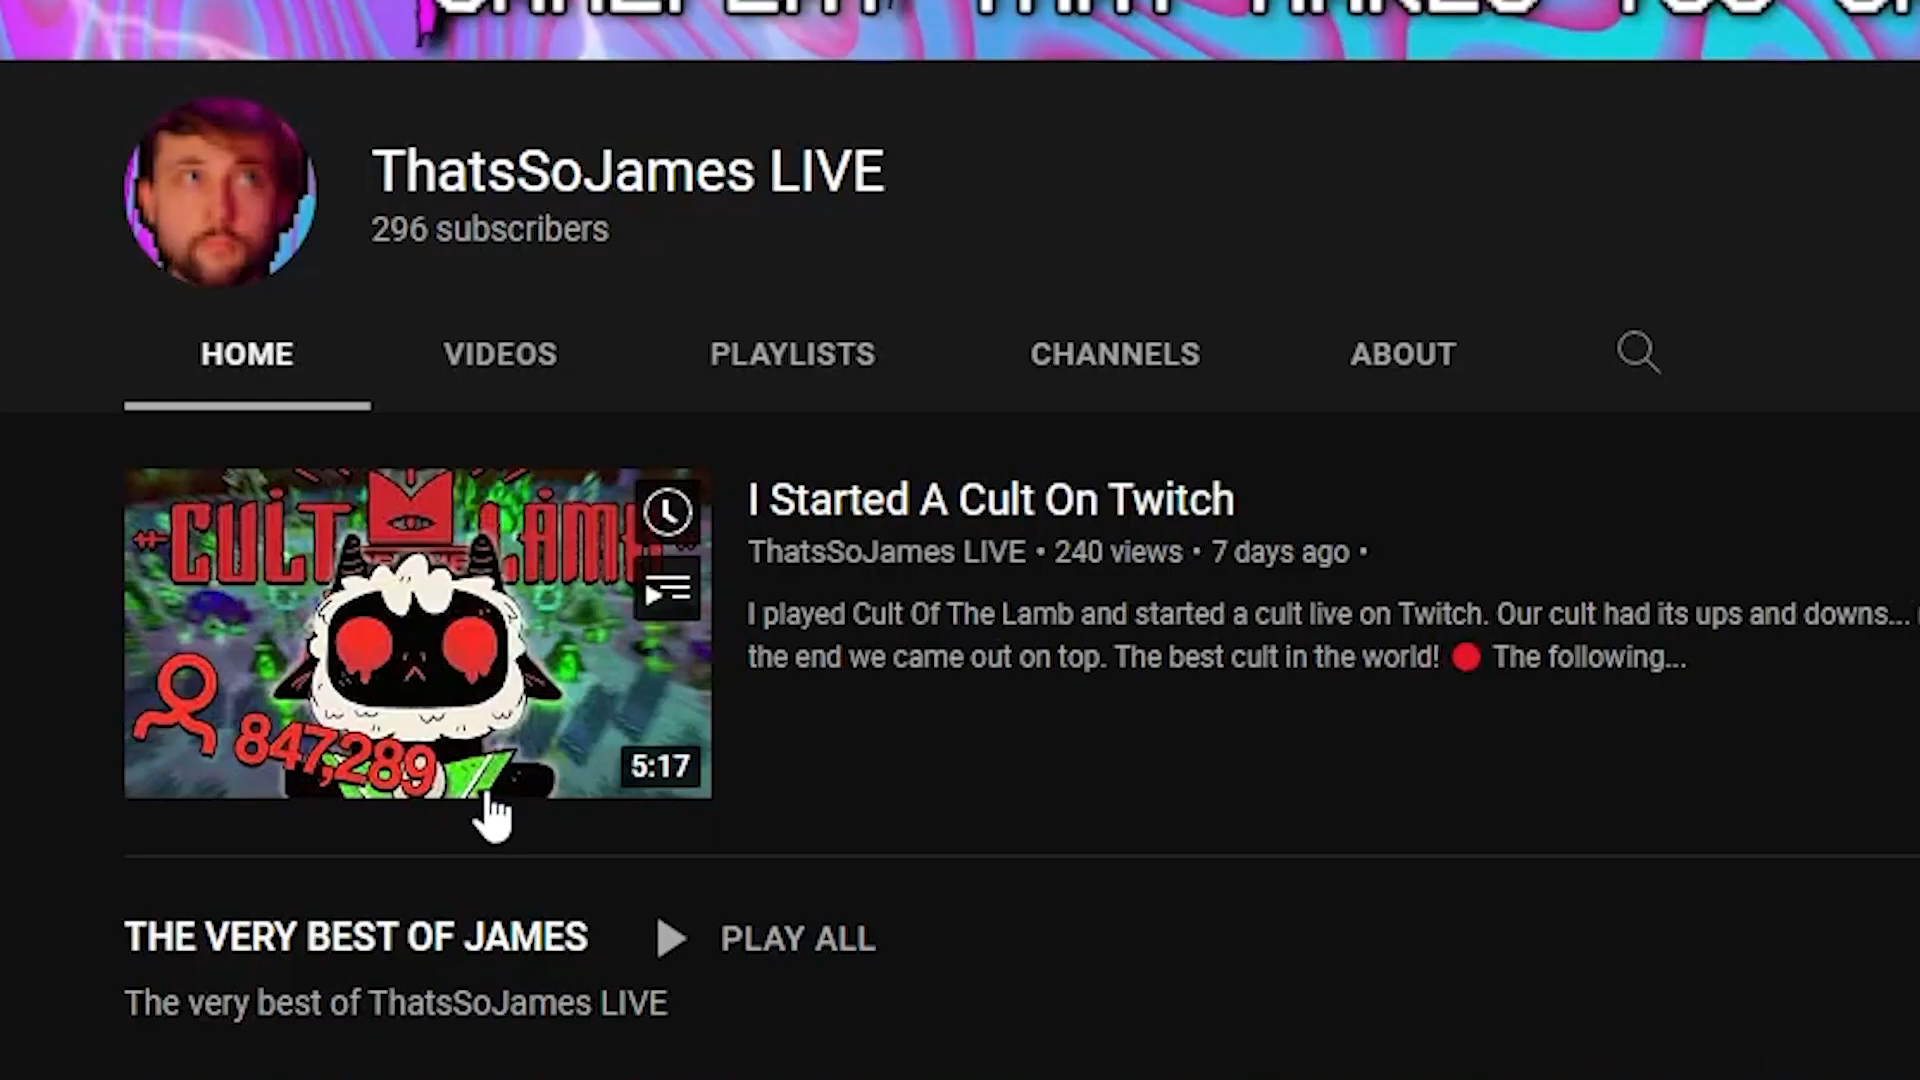 ThatsSoJames LIVE
296 subscribers
HOME VIDEOS PLAYLISTS CHANNELS ABOUT
CULT LAMB
847,289
5:17
I Started A Cult On Twitch
ThatsSoJames LIVE • 240 views • 7 days ago •
I played Cult Of The Lamb and started a cult live on Twitch. Our cult had its ups and downs...
the end we came out on top. The best cult in the world! 🔴 The following...
THE VERY BEST OF JAMES PLAY ALL
The very best of ThatsSoJames LIVE